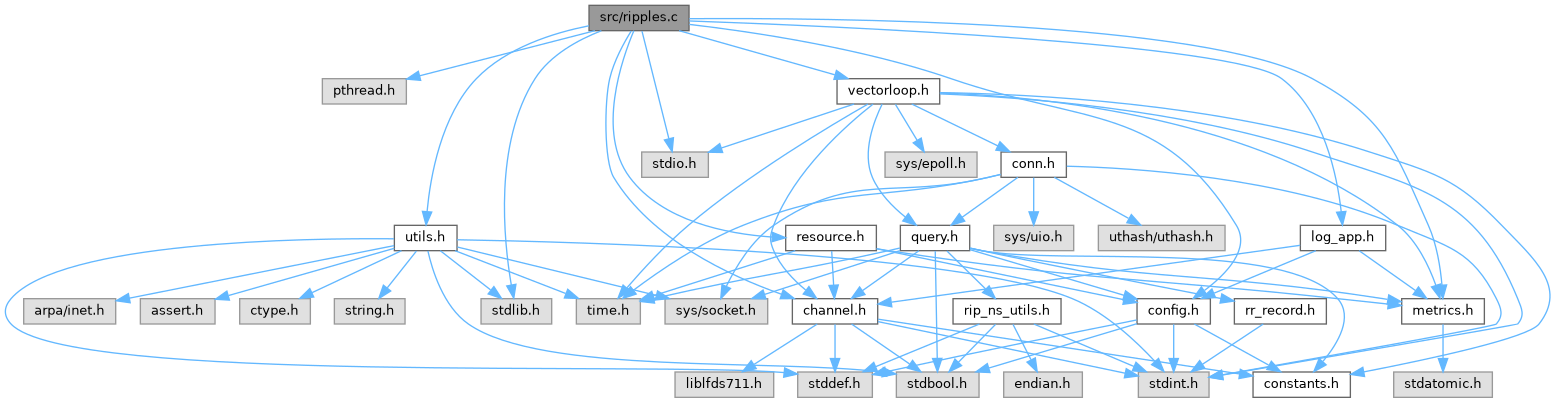 src/ripples.c
pthread.h
vectorloop.h
stdio.h
sys/epoll.h
conn.h
utils.h
resource.h
query.h
sys/uio.h
uthash/uthash.h
log_app.h
arpa/inet.h
assert.h
ctype.h
string.h
stdlib.h
time.h
sys/socket.h
channel.h
rip_ns_utils.h
config.h
rr_record.h
metrics.h
liblfds711.h
stddef.h
stdbool.h
endian.h
stdint.h
constants.h
stdatomic.h